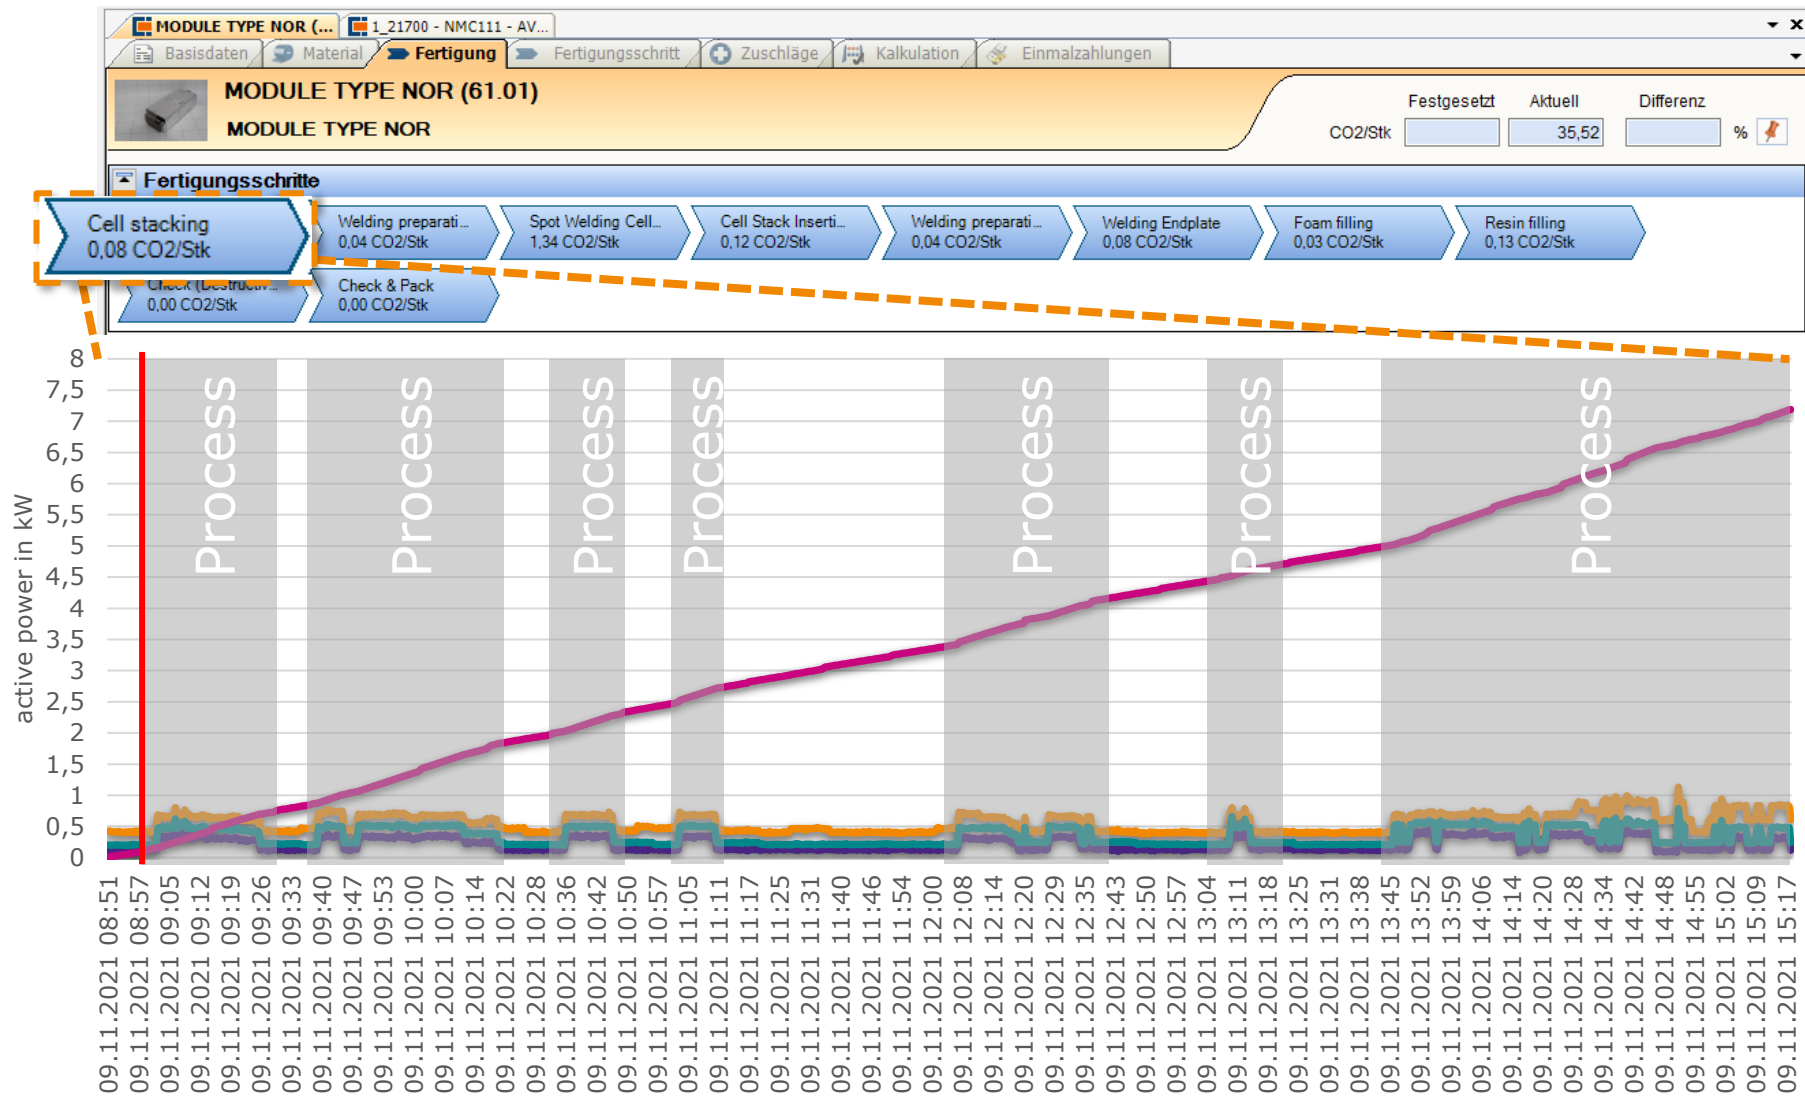 MODULE TYPE NOR (...
1_21700 - NMC111 - AV...
Basisdaten
Material
Fertigung
Fertigungsschritt
Zuschläge
Kalkulation
Einmalzahlungen
MODULE TYPE NOR (61.01)
MODULE TYPE NOR
Festgesetzt Aktuell Differenz
CO2/Stk 35,52 %
Fertigungsschritte
Cell stacking
0,08 CO2/Stk
Welding preparati...
0,04 CO2/Stk
Spot Welding Cell...
1,34 CO2/Stk
Cell Stack Inserti...
0,12 CO2/Stk
Welding preparati...
0,04 CO2/Stk
Welding Endplate
0,08 CO2/Stk
Foam filling
0,03 CO2/Stk
Resin filling
0,13 CO2/Stk
Check (Destructiv...
0,00 CO2/Stk
Check & Pack
0,00 CO2/Stk
active power in kW
8
7,5
7
6,5
6
5,5
5
4,5
4
3,5
3
2,5
2
1,5
1
0,5
0
Process
Process
Process
Process
Process
Process
Process
09.11.2021 08:51
09.11.2021 08:57
09.11.2021 09:05
09.11.2021 09:12
09.11.2021 09:19
09.11.2021 09:26
09.11.2021 09:33
09.11.2021 09:40
09.11.2021 09:47
09.11.2021 09:53
09.11.2021 10:00
09.11.2021 10:07
09.11.2021 10:14
09.11.2021 10:22
09.11.2021 10:28
09.11.2021 10:36
09.11.2021 10:42
09.11.2021 10:50
09.11.2021 10:57
09.11.2021 11:05
09.11.2021 11:11
09.11.2021 11:17
09.11.2021 11:25
09.11.2021 11:31
09.11.2021 11:40
09.11.2021 11:46
09.11.2021 11:54
09.11.2021 12:00
09.11.2021 12:08
09.11.2021 12:14
09.11.2021 12:20
09.11.2021 12:29
09.11.2021 12:35
09.11.2021 12:43
09.11.2021 12:50
09.11.2021 12:57
09.11.2021 13:04
09.11.2021 13:11
09.11.2021 13:18
09.11.2021 13:25
09.11.2021 13:31
09.11.2021 13:38
09.11.2021 13:45
09.11.2021 13:52
09.11.2021 13:59
09.11.2021 14:06
09.11.2021 14:14
09.11.2021 14:20
09.11.2021 14:28
09.11.2021 14:34
09.11.2021 14:42
09.11.2021 14:48
09.11.2021 14:55
09.11.2021 15:02
09.11.2021 15:09
09.11.2021 15:17